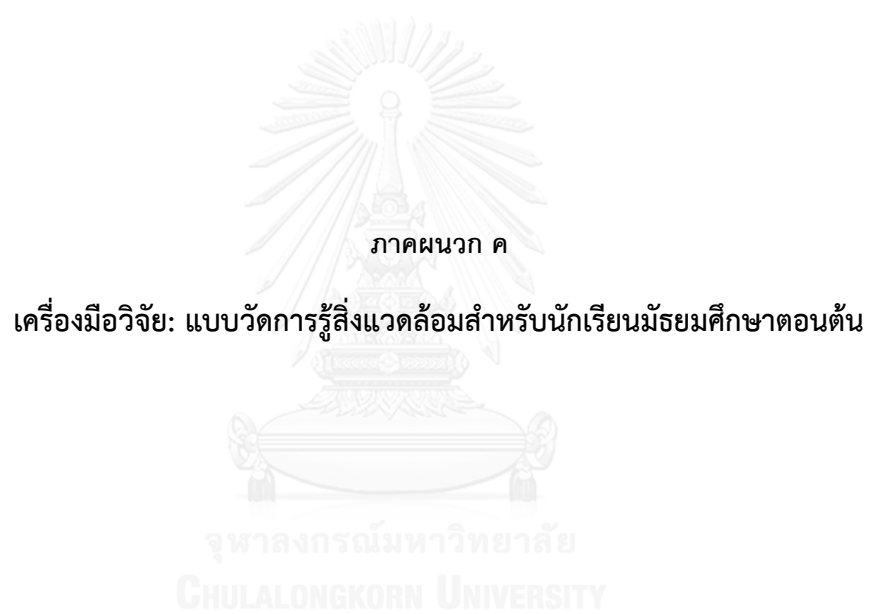 ภาคผนวก ค
เครื่องมือวิจัย: แบบวัดการรู้สิ่งแวดล้อมสำหรับนักเรียนมัธยมศึกษาตอนต้น
จุฬาลงกรณ์มหาวิทยาลัย
CHULALONGKORN UNIVERSITY